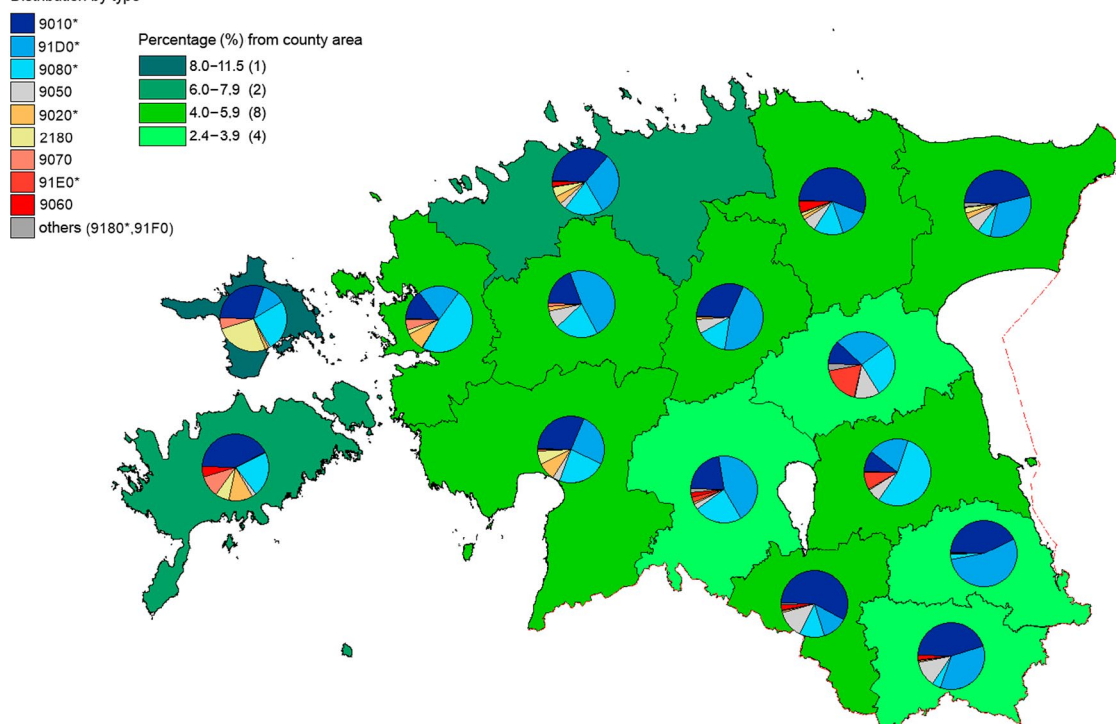 Distribution by type
9010*
91D0*
9080*
9050
9020*
2180
9070
91E0*
9060
others (9180*,91F0)
Percentage (%) from county area
8.0–11.5 (1)
6.0–7.9 (2)
4.0–5.9 (8)
2.4–3.9 (4)